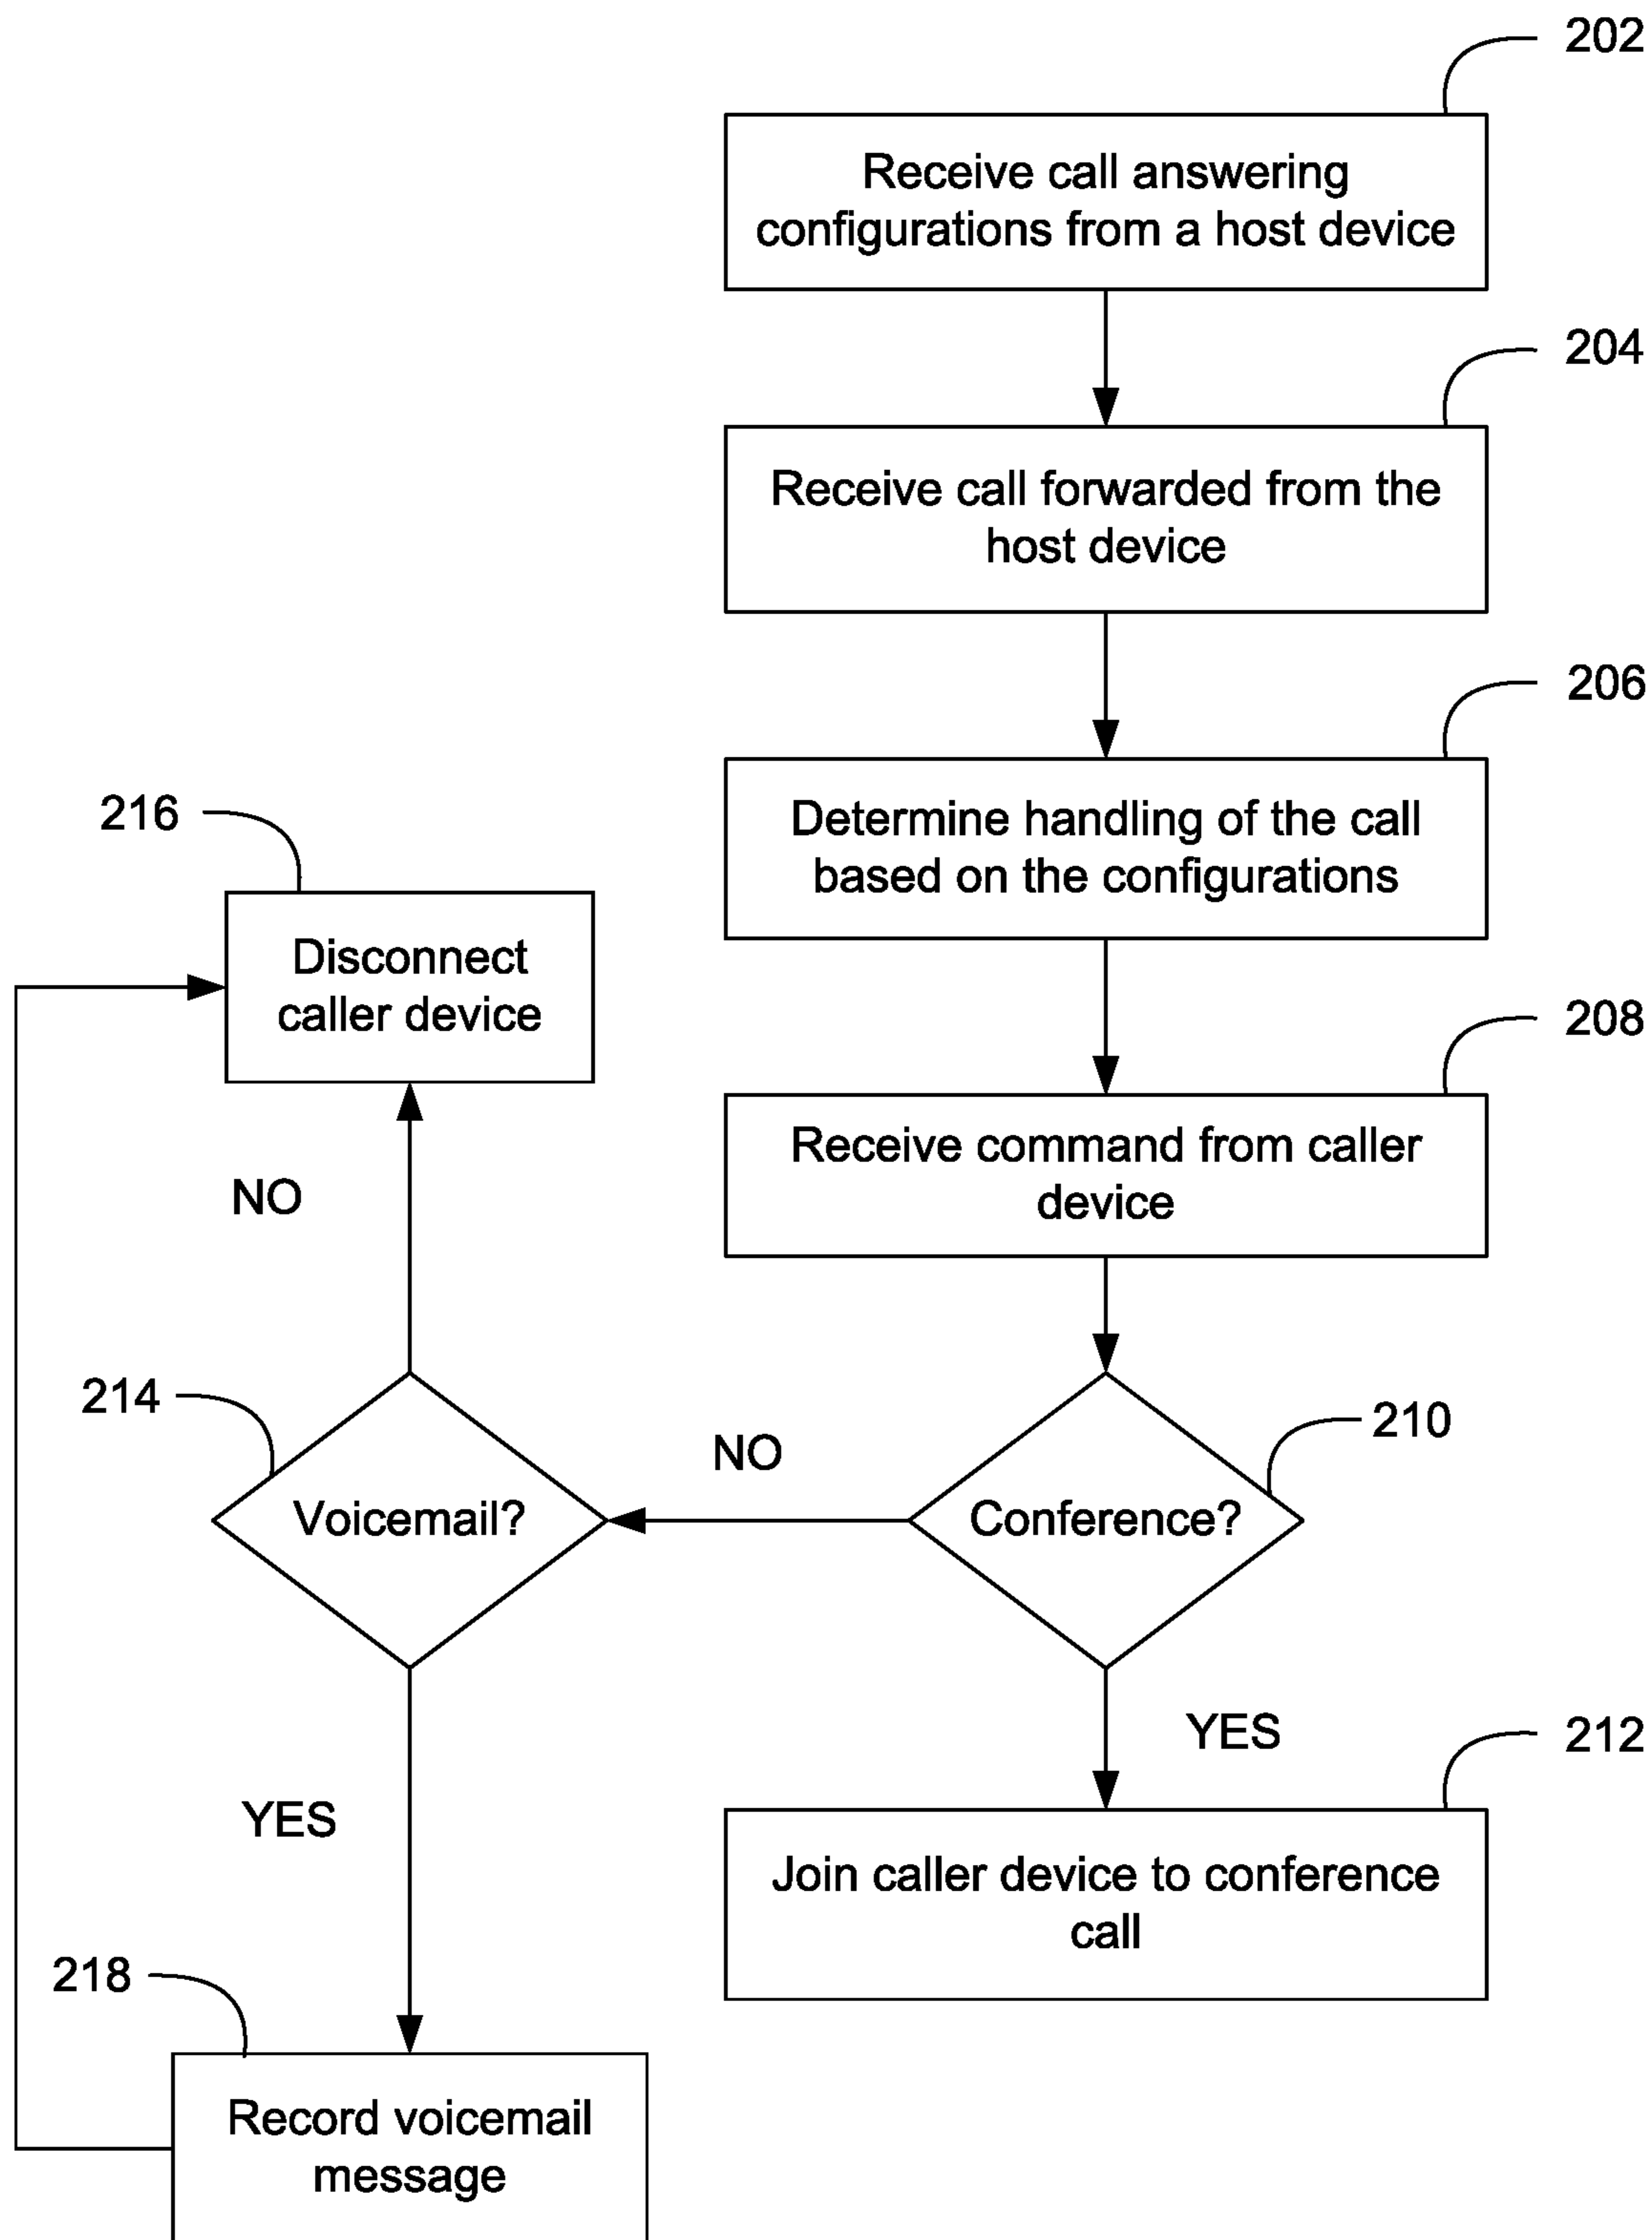 202
Receive call answering
configurations from a host device
204
Receive call forwarded from the
host device
206
Determine handling of the call
based on the configurations
216
Disconnect
caller device
208
Receive command from caller
device
NO
214
Voicemail?
NO
210
Conference?
YES
212
Join caller device to conference
call
YES
218
Record voicemail
message